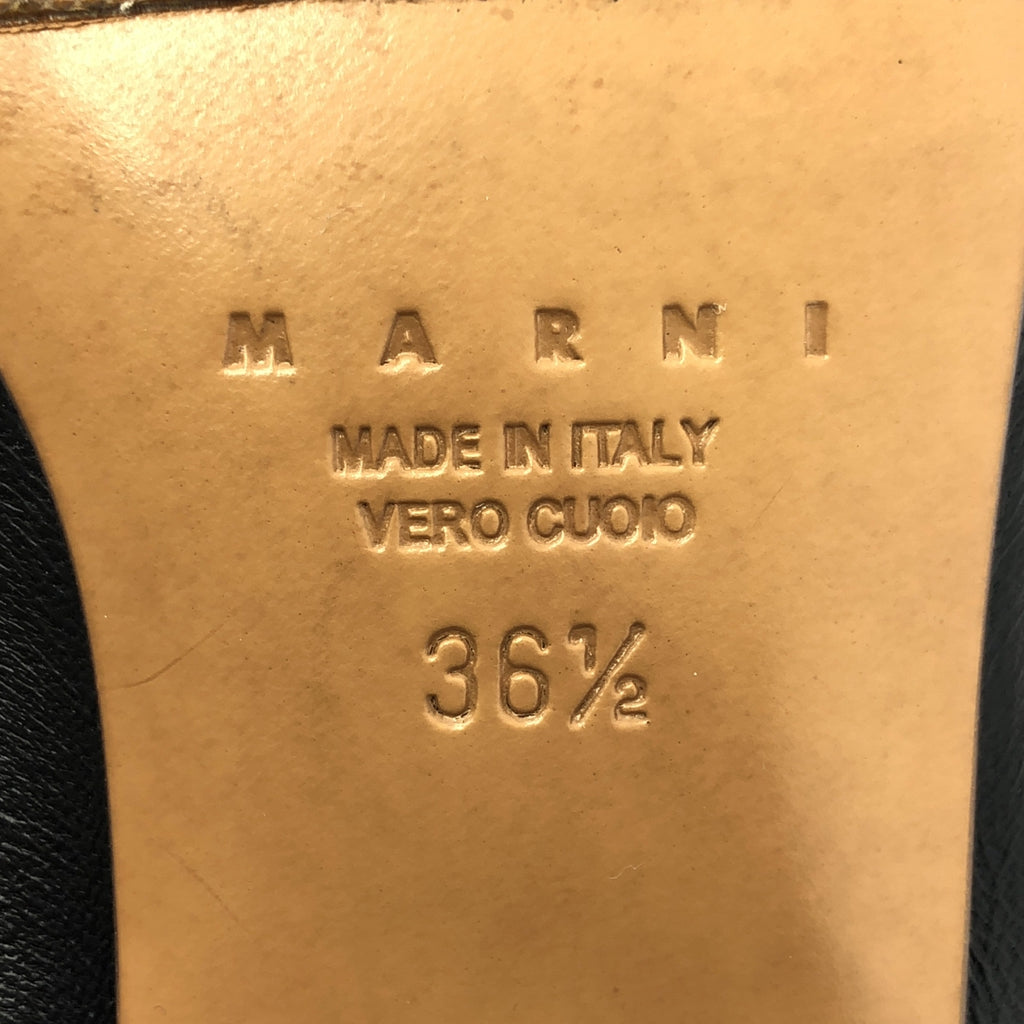 MARNI
MADE IN ITALY
VERO CUOIO
36½